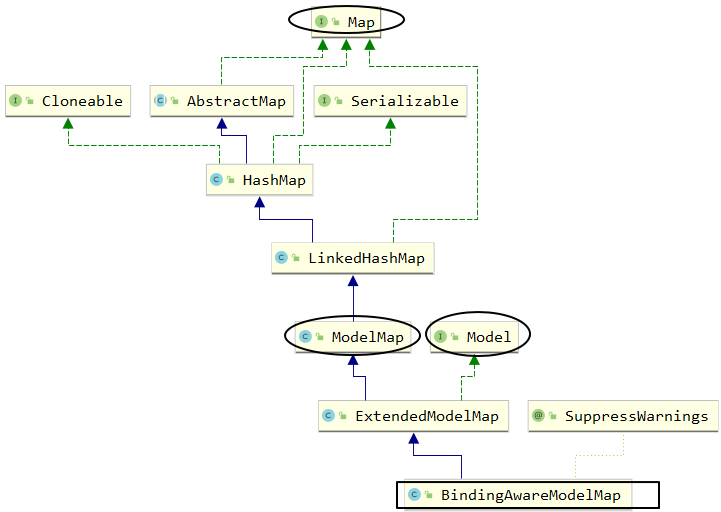 I Map
I Cloneable
C AbstractMap
I Serializable
C HashMap
C LinkedHashMap
C ModelMap
I Model
C ExtendedModelMap
@ SuppressWarnings
C BindingAwareModelMap